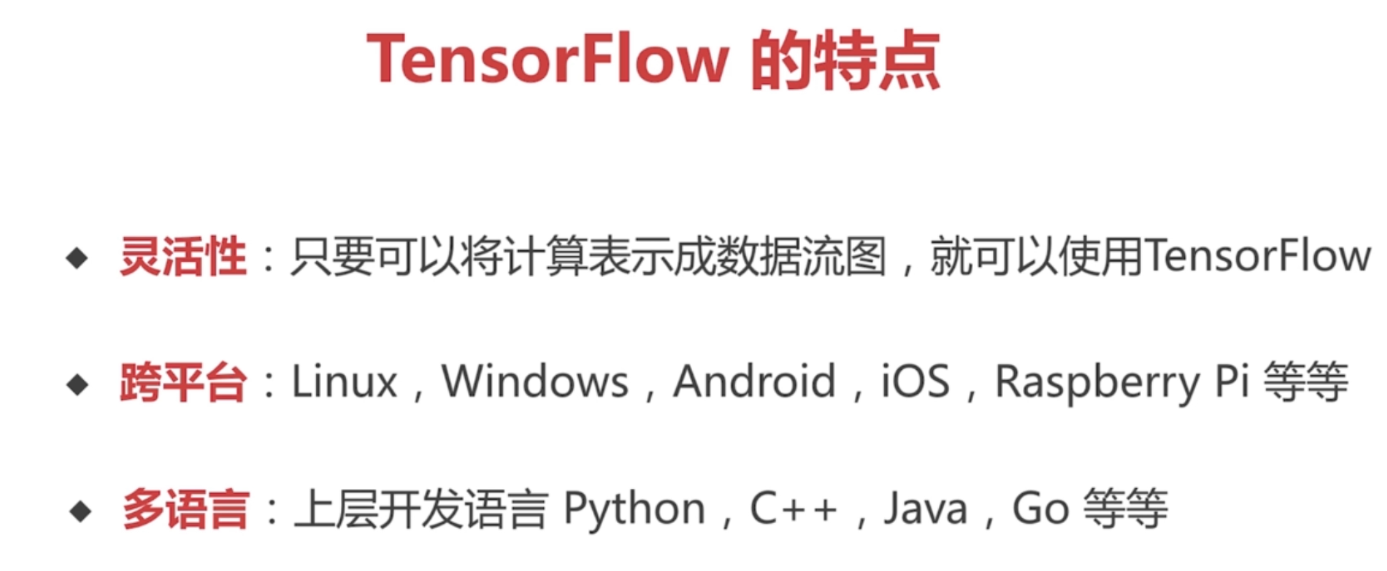 TensorFlow 的特点
◆ 灵活性：只要可以将计算表示成数据流图，就可以使用TensorFlow
◆ 跨平台：Linux，Windows，Android，iOS，Raspberry Pi 等等
◆ 多语言：上层开发语言 Python，C++，Java，Go 等等